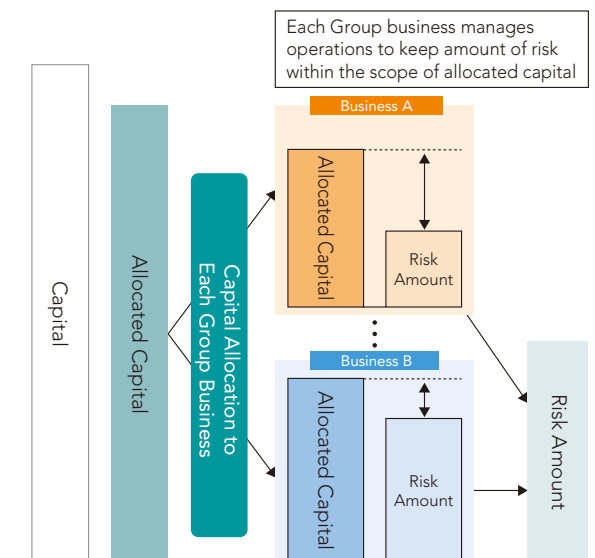 Each Group business manages
operations to keep amount of risk
within the scope of allocated capital
Capital
Allocated Capital
Capital Allocation to
Each Group Business
Business A
Allocated Capital
Risk
Amount
Business B
Allocated Capital
Risk
Amount
Risk Amount